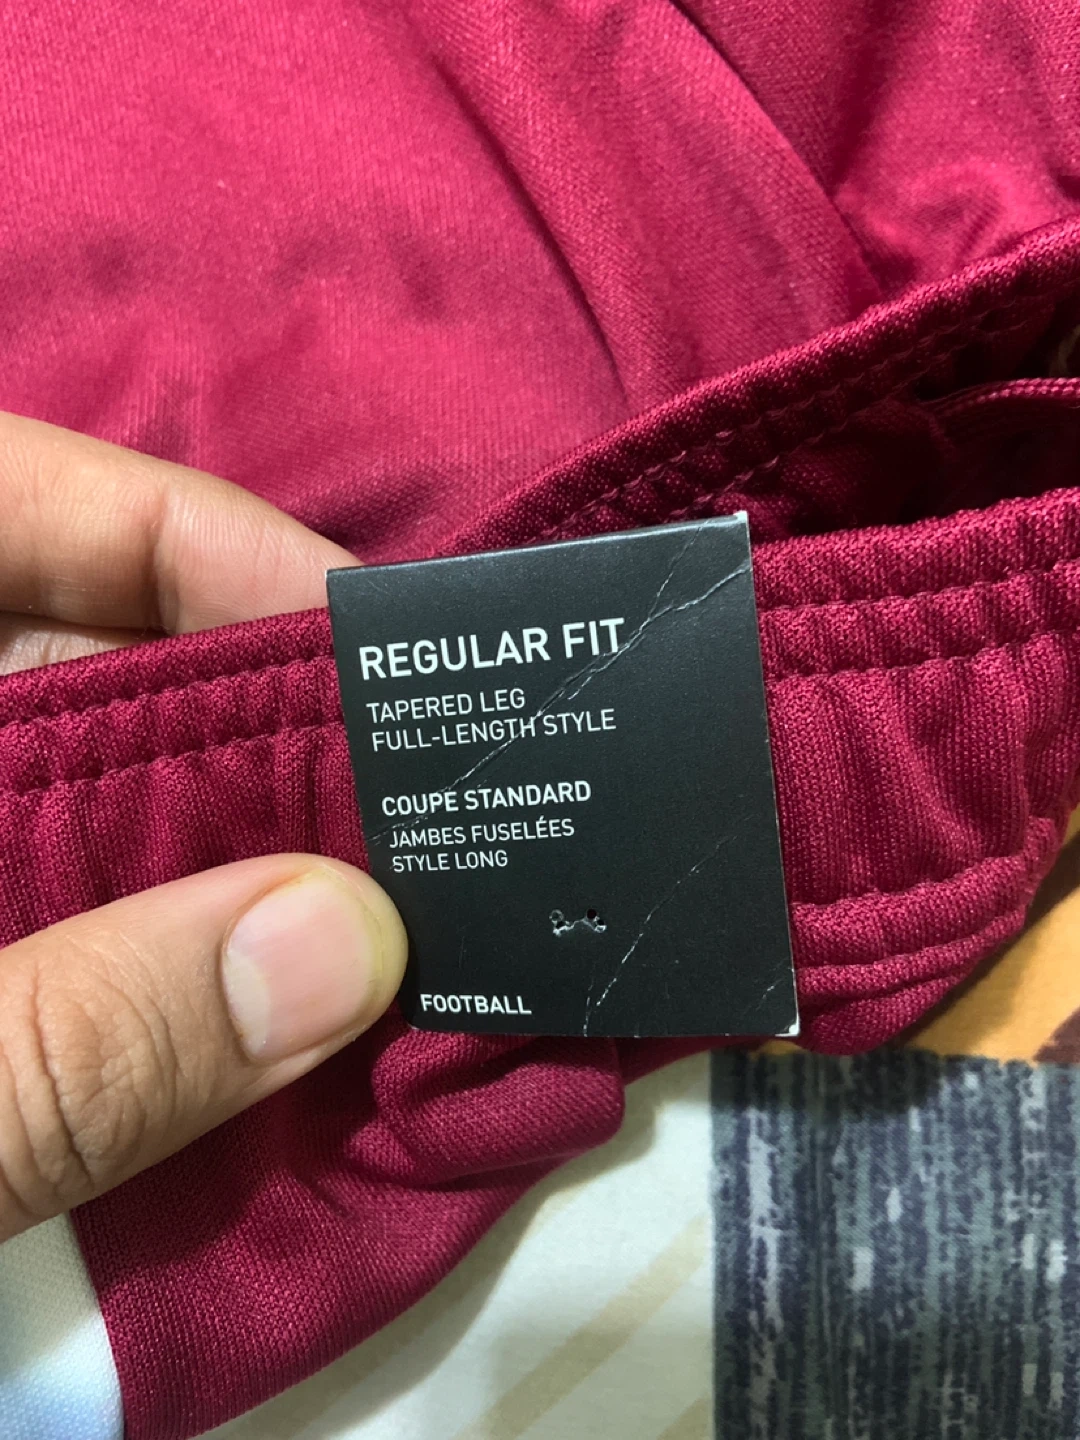 REGULAR FIT
TAPERED LEG
FULL-LENGTH STYLE
COUPE STANDARD
JAMBES FUSELÉES
STYLE LONG
FOOTBALL